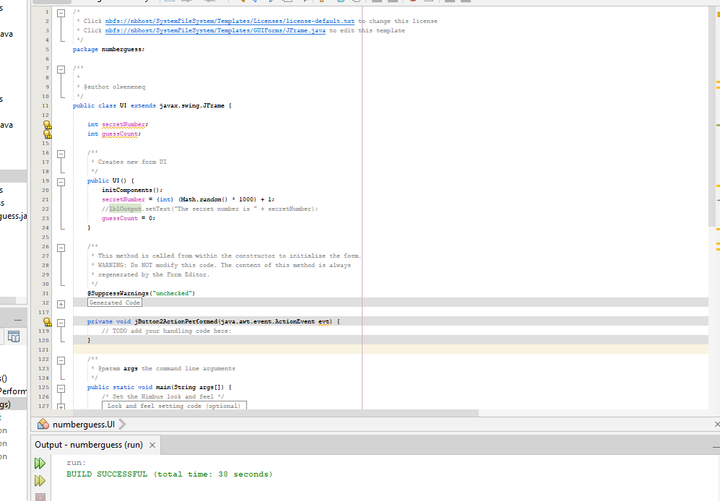 1 /*
2 * Click nbfs://nbhost/SystemFileSystem/Templates/Licenses/license-default.txt to change this license
3 * Click nbfs://nbhost/SystemFileSystem/Templates/GUIForms/JFrame.java to edit this template
4 */
5 package numberguess;
6
7 /**
8 *
9 * @author olweneneq
10 */
11 public class UI extends javax.swing.JFrame {
12
int secretNumber;
int guessCount;
15
16 /**
17 * Creates new form UI
18 */
19 public UI() {
20 initComponents();
21 secretNumber = (int) (Math.random() * 1000) + 1;
22 //lblOutput.setText("The secret number is " + secretNumber);
23 guessCount = 0;
24 }
25
26 /**
27 * This method is called from within the constructor to initialize the form.
28 * WARNING: Do NOT modify this code. The content of this method is always
29 * regenerated by the Form Editor.
30 */
31 @SuppressWarnings("unchecked")
32 Generated Code
117
private void jButton2ActionPerformed(java.awt.event.ActionEvent evt) {
119 // TODO add your handling code here:
120 }
121
122 /**
123 * @param args the command line arguments
124 */
125 public static void main(String args[]) {
126 /* Set the Nimbus look and feel */
127 Look and feel setting code (optional)
ava
ava
s
s
ss
guess.ja
s()
Perform
gs)
t
on
on
on
numberguess.UI
Output - numberguess (run)
run:
BUILD SUCCESSFUL (total time: 38 seconds)